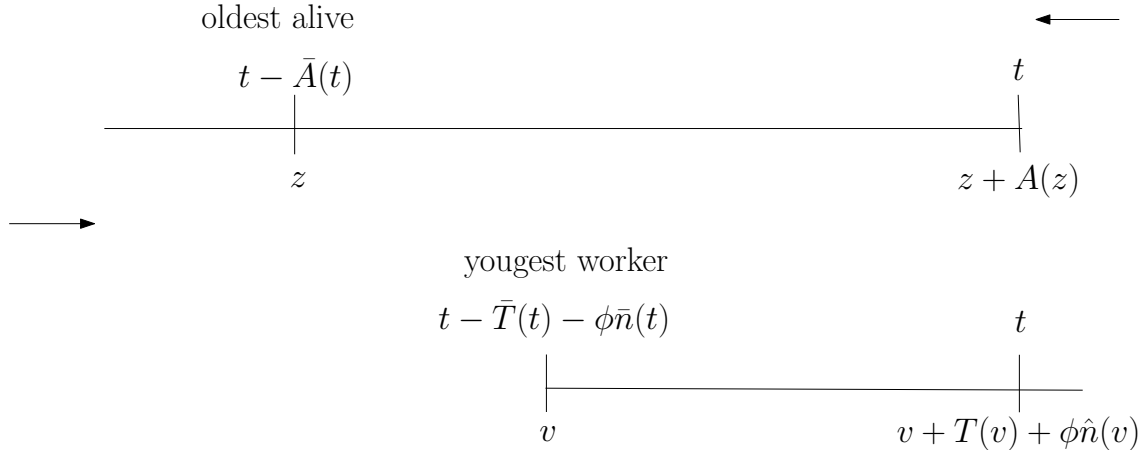 oldest alive
t − Ā(t)
t
z
z + A(z)
yougest worker
t − T̄(t) − ϕn̄(t)
t
v
v + T(v) + ϕn̂(v)